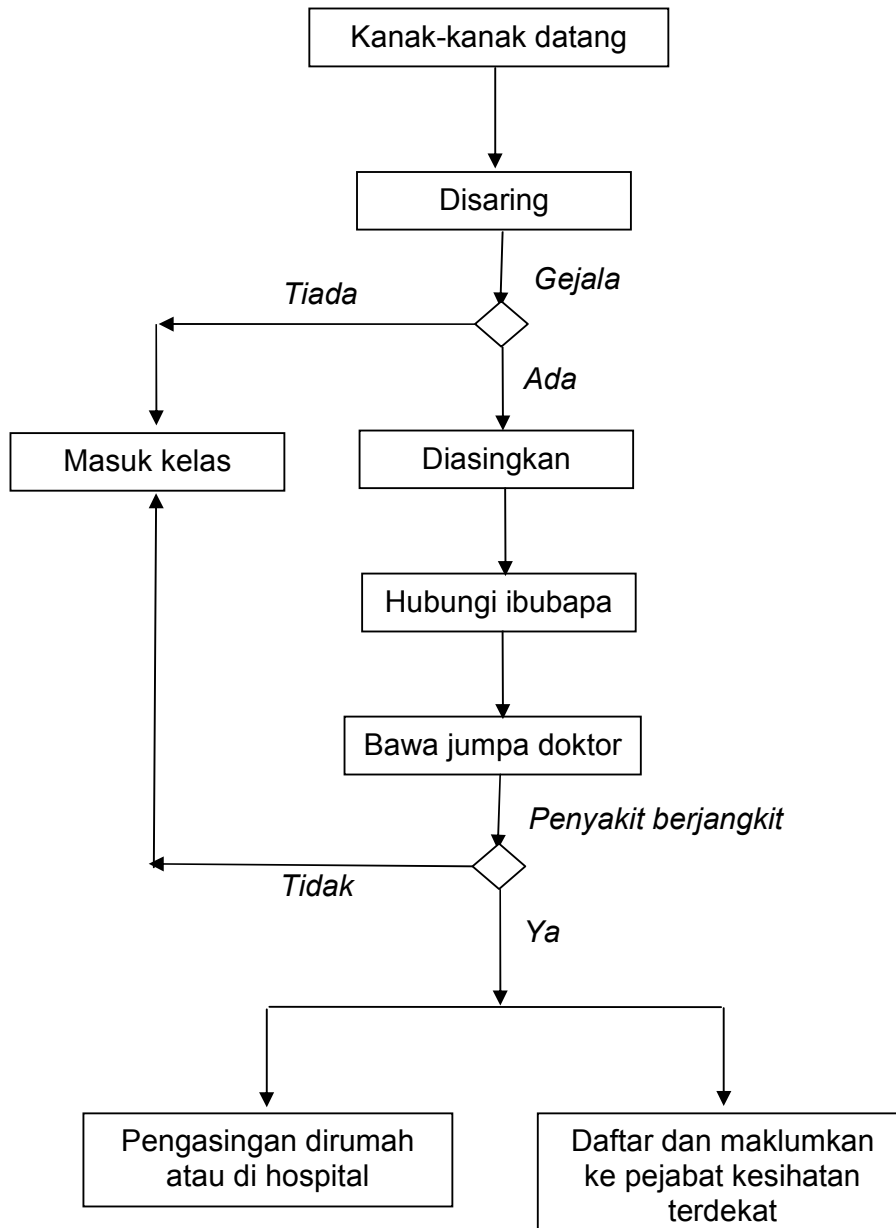 Kanak-kanak datang
Disaring
Gejala
Tiada
Ada
Masuk kelas
Diasingkan
Hubungi ibubapa
Bawa jumpa doktor
Penyakit berjangkit
Tidak
Ya
Pengasingan dirumah
atau di hospital
Daftar dan maklumkan
ke pejabat kesihatan
terdekat